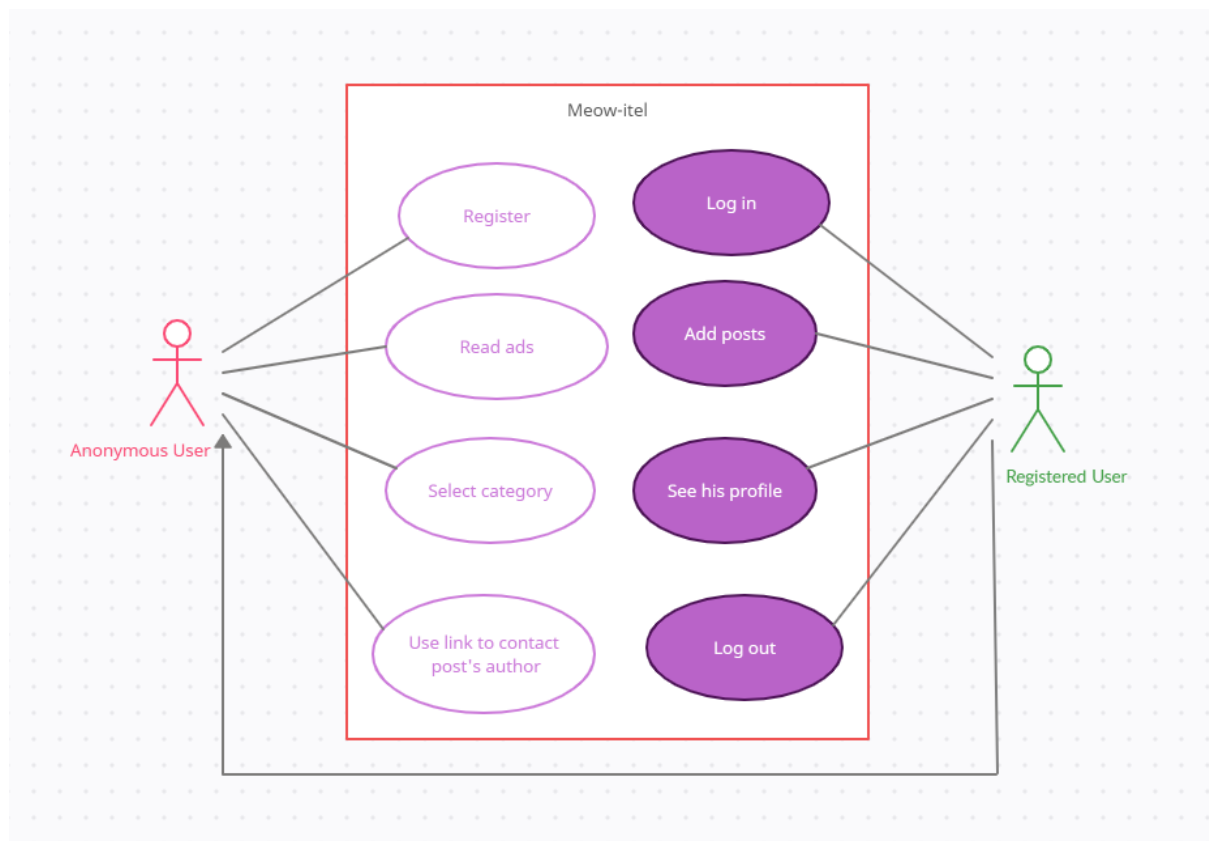 Meow-itel
Register
Log in
Read ads
Add posts
Anonymous User
Registered User
Select category
See his profile
Use link to contact
post's author
Log out